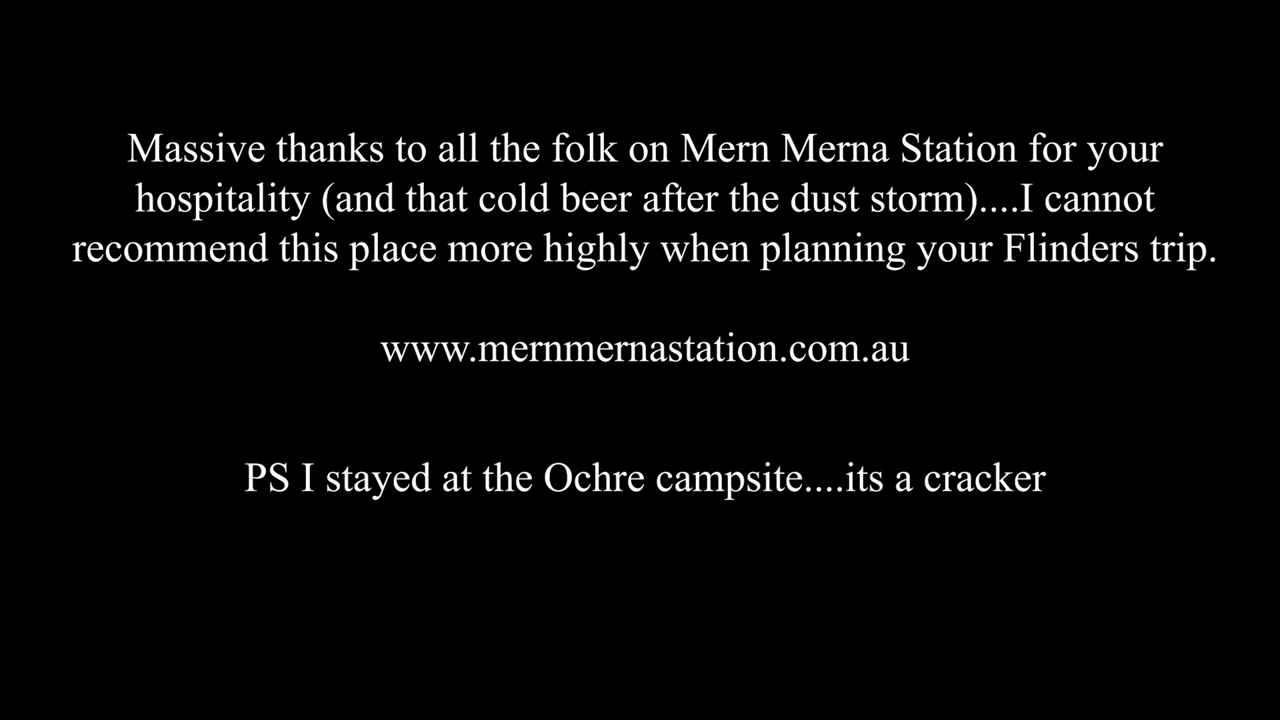 Massive thanks to all the folk on Mern Merna Station for your
hospitality (and that cold beer after the dust storm)....I cannot
recommend this place more highly when planning your Flinders trip.
www.mernmernastation.com.au
PS I stayed at the Ochre campsite....its a cracker